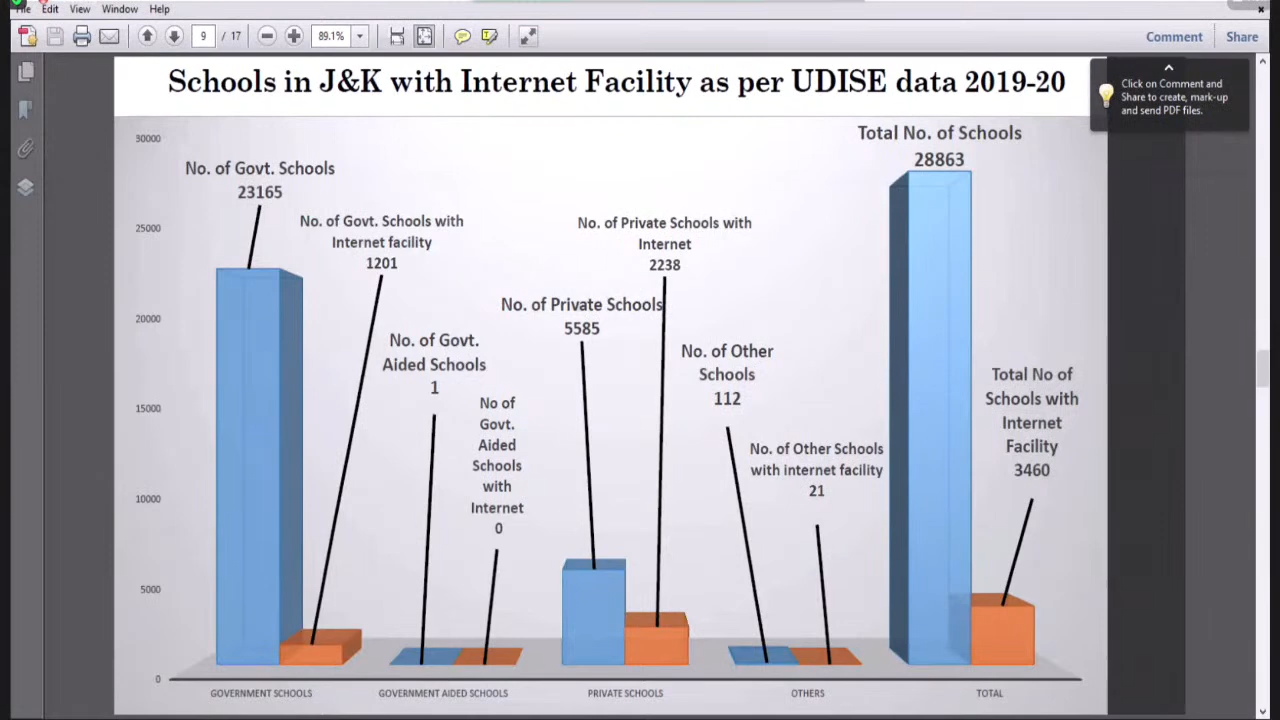 File Edit View Window Help
9 / 17
89.1%
Comment Share
Click on Comment and
Share to create, mark-up
and send PDF files.
Schools in J&K with Internet Facility as per UDISE data 2019-20
30000
25000
20000
15000
10000
5000
0
No. of Govt. Schools
23165
No. of Govt. Schools with
Internet facility
1201
No. of Govt.
Aided Schools
1
No of
Govt.
Aided
Schools
with
Internet
0
No. of Private Schools
5585
No. of Private Schools with
Internet
2238
No. of Other
Schools
112
No. of Other Schools
with internet facility
21
Total No. of Schools
28863
Total No of
Schools with
Internet
Facility
3460
GOVERNMENT SCHOOLS
GOVERNMENT AIDED SCHOOLS
PRIVATE SCHOOLS
OTHERS
TOTAL